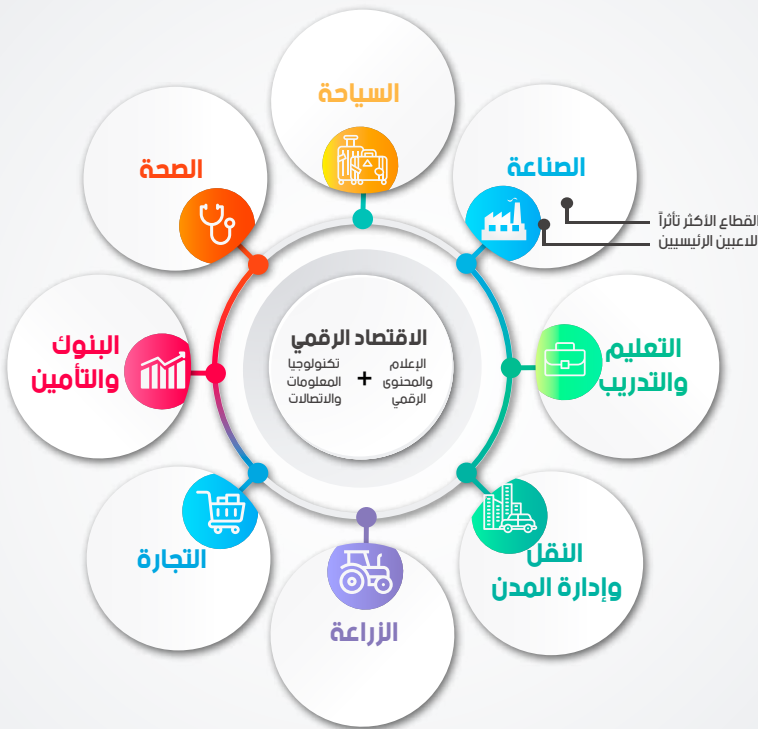 السياحة
الصناعة
القطاع الأكثر تأثراً
للاعبين الرئيسيين
التعليم
والتدريب
النقل
وإدارة المدن
الزراعة
التجارة
البنوك
والتأمين
الصحة
الاقتصاد الرقمي
الإعلام
والمحتوى
الرقمي
+
تكنولوجيا
المعلومات
والاتصالات